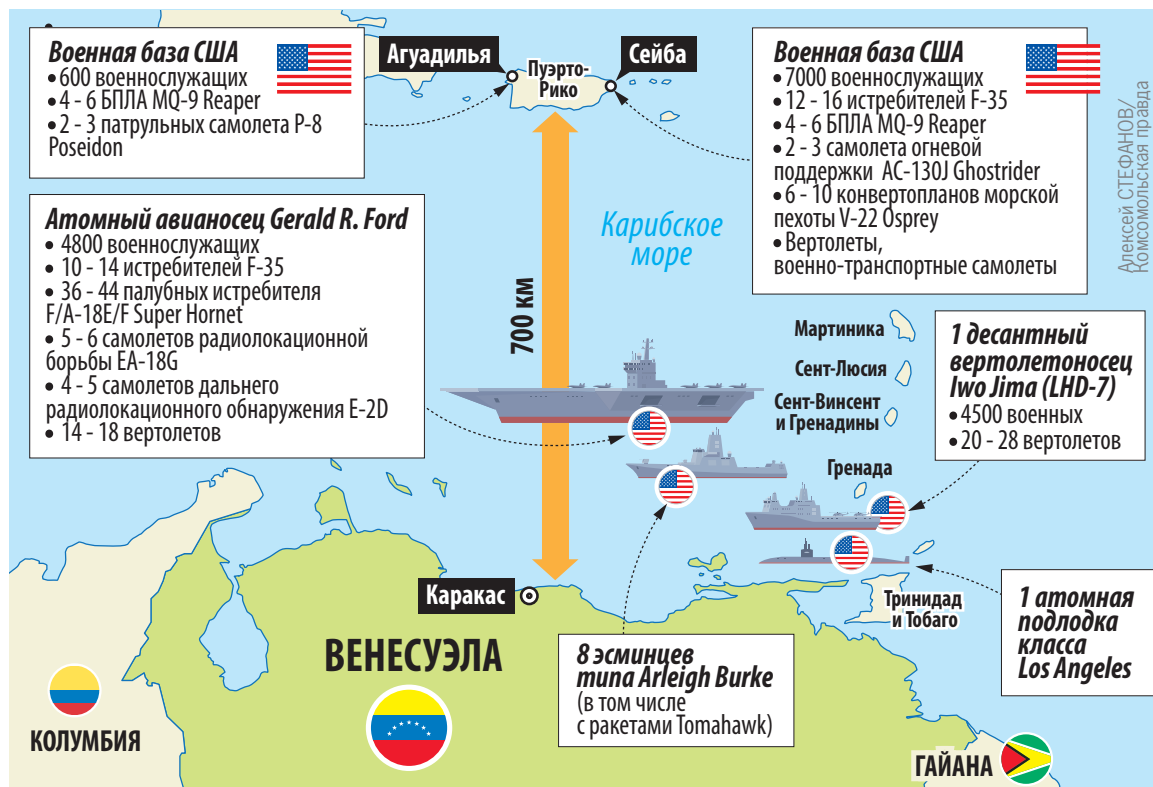 Военная база США
• 600 военнослужащих
• 4 - 6 БПЛА MQ-9 Reaper
• 2 - 3 патрульных самолета P-8
Poseidon
Агуадилья
Пуэрто-
Рико
Сейба
Военная база США
• 7000 военнослужащих
• 12 - 16 истребителей F-35
• 4 - 6 БПЛА MQ-9 Reaper
• 2 - 3 самолета огневой
поддержки AC-130J Ghostrider
• 6 - 10 конвертопланов морской
пехоты V-22 Osprey
• Вертолеты,
военно-транспортные самолеты
Алексей СТЕФАНОВ/
Комсомольская правда
Атомный авианосец Gerald R. Ford
• 4800 военнослужащих
• 10 - 14 истребителей F-35
• 36 - 44 палубных истребителя
F/A-18E/F Super Hornet
• 5 - 6 самолетов радиолокационной
борьбы EA-18G
• 4 - 5 самолетов дальнего
радиолокационного обнаружения E-2D
• 14 - 18 вертолетов
700 км
Карибское
море
Мартиника
Сент-Люсия
Сент-Винсент
и Гренадины
Гренада
1 десантный
вертолетоносец
Iwo Jima (LHD-7)
• 4500 военных
• 20 - 28 вертолетов
Каракас
ВЕНЕСУЭЛА
Тринидад
и Тобаго
1 атомная
подлодка
класса
Los Angeles
8 эсминцев
типа Arleigh Burke
(в том числе
с ракетами Tomahawk)
КОЛУМБИЯ
ГАЙАНА